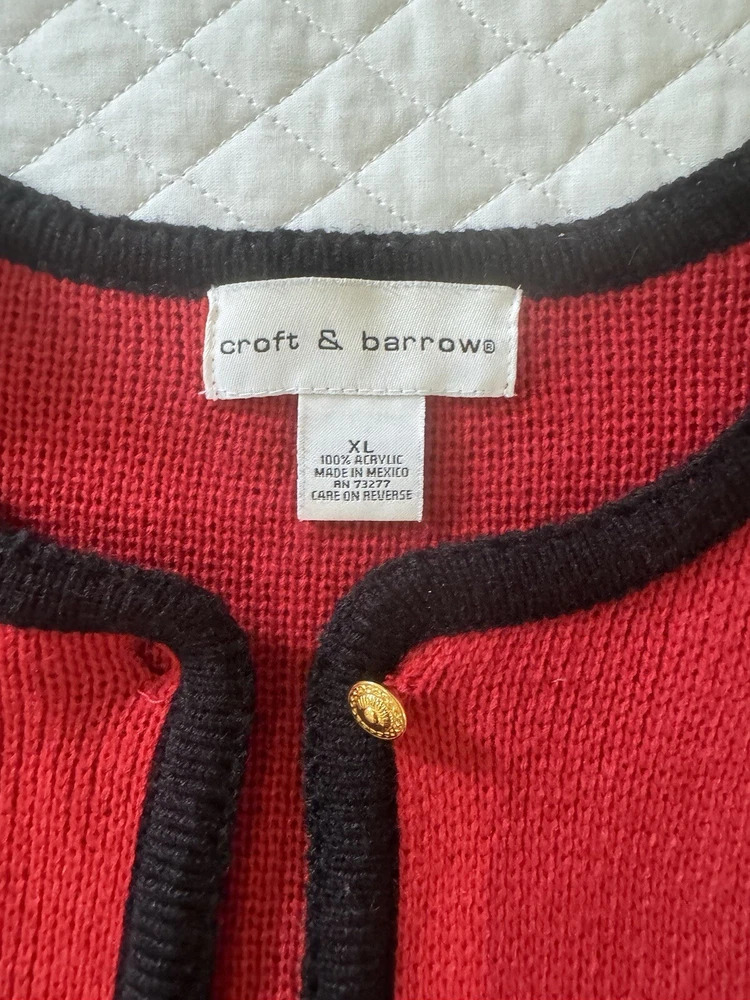 croft & barrow®
XL
100% ACRYLIC
MADE IN MEXICO
RN 73277
CARE ON REVERSE